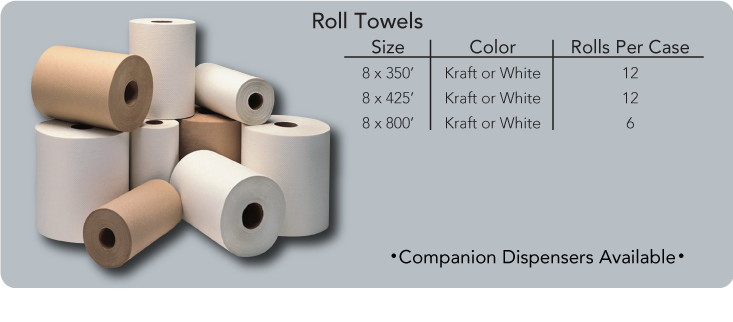 Roll Towels
Size Color Rolls Per Case
8 x 350’ Kraft or White 12
8 x 425’ Kraft or White 12
8 x 800’ Kraft or White 6
•Companion Dispensers Available•